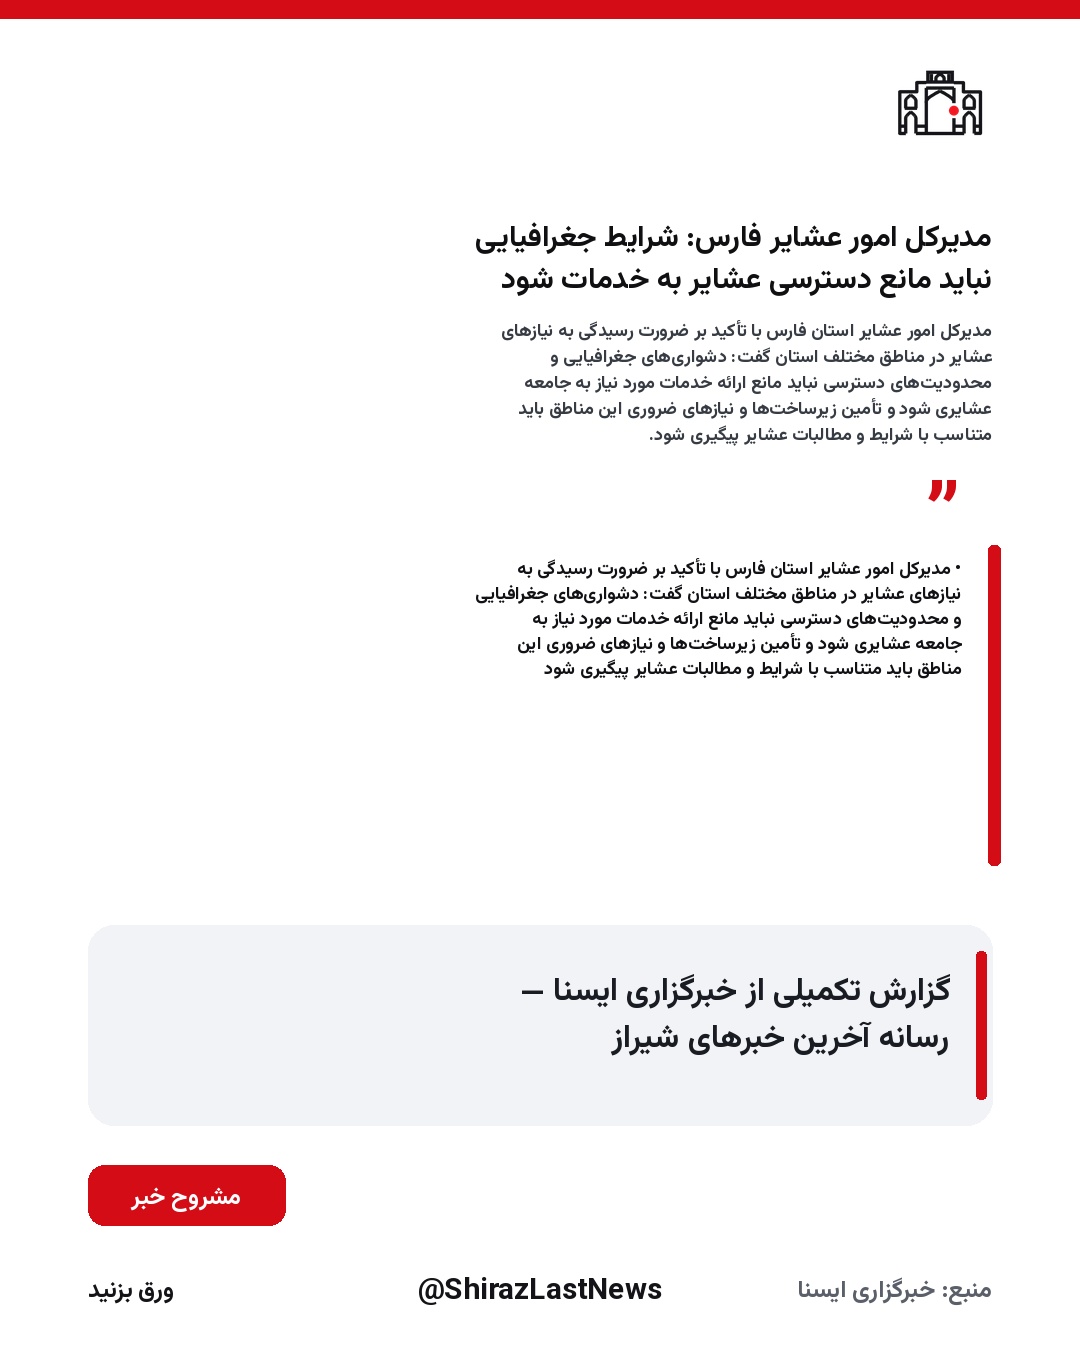 مدیرکل امور عشایر فارس: شرایط جغرافیایی
نباید مانع دسترسی عشایر به خدمات شود
مدیرکل امور عشایر استان فارس با تأکید بر ضرورت رسیدگی به نیازهای
عشایر در مناطق مختلف استان گفت: دشواری‌های جغرافیایی و
محدودیت‌های دسترسی نباید مانع ارائه خدمات مورد نیاز به جامعه
عشایری شود و تأمین زیرساخت‌ها و نیازهای ضروری این مناطق باید
متناسب با شرایط و مطالبات عشایر پیگیری شود.
”
• مدیرکل امور عشایر استان فارس با تأکید بر ضرورت رسیدگی به
نیازهای عشایر در مناطق مختلف استان گفت: دشواری‌های جغرافیایی
و محدودیت‌های دسترسی نباید مانع ارائه خدمات مورد نیاز به
جامعه عشایری شود و تأمین زیرساخت‌ها و نیازهای ضروری این
مناطق باید متناسب با شرایط و مطالبات عشایر پیگیری شود
گزارش تکمیلی از خبرگزاری ایسنا –
رسانه آخرین خبرهای شیراز
مشروح خبر
منبع: خبرگزاری ایسنا
@ShirazLastNews
ورق بزنید